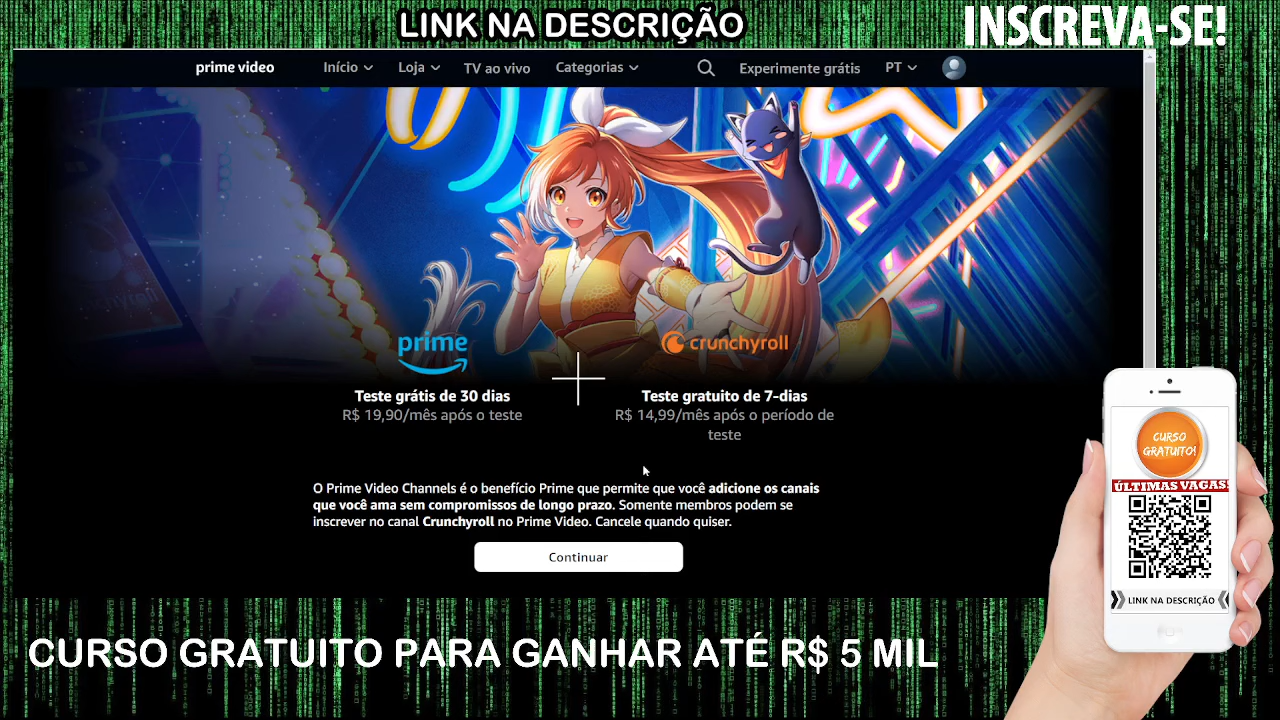 LINK NA DESCRIÇÃO
INSCREVA-SE!
prime video Início Loja TV ao vivo Categorias Experimente grátis PT
prime
crunchyroll
Teste grátis de 30 dias
R$ 19,90/mês após o teste
Teste gratuito de 7-dias
R$ 14,99/mês após o período de
teste
O Prime Video Channels é o benefício Prime que permite que você adicione os canais
que você ama sem compromissos de longo prazo. Somente membros podem se
inscrever no canal Crunchyroll no Prime Video. Cancele quando quiser.
Continuar
CURSO
GRATUITO!
ÚLTIMAS VAGAS!
LINK NA DESCRIÇÃO
CURSO GRATUITO PARA GANHAR ATÉ R$ 5 MIL